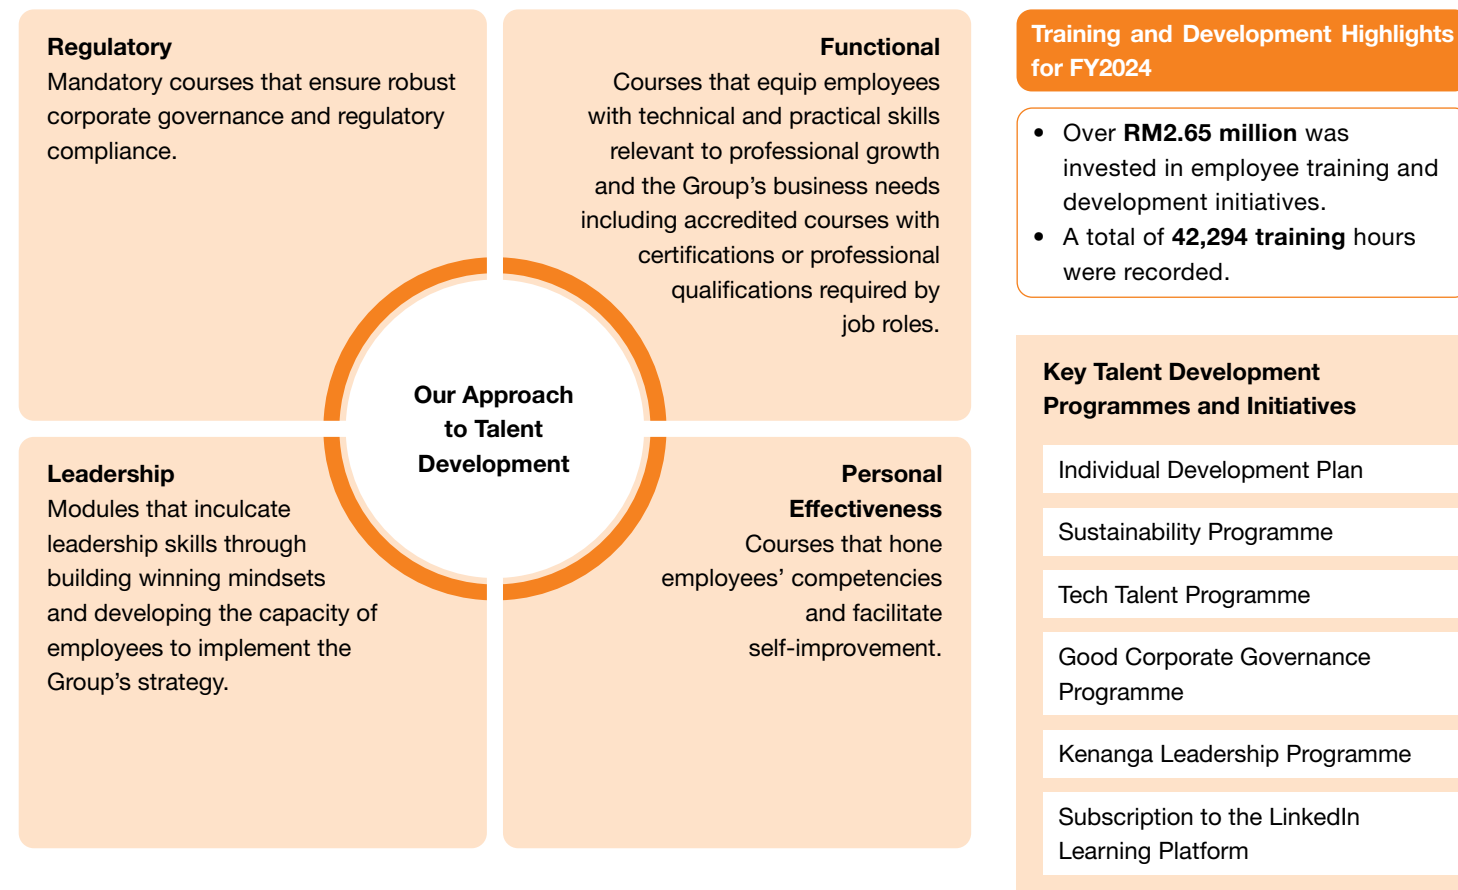 Regulatory
Mandatory courses that ensure robust
corporate governance and regulatory
compliance.
Functional
Courses that equip employees
with technical and practical skills
relevant to professional growth
and the Group’s business needs
including accredited courses with
certifications or professional
qualifications required by
job roles.
Our Approach
to Talent
Development
Leadership
Modules that inculcate
leadership skills through
building winning mindsets
and developing the capacity of
employees to implement the
Group’s strategy.
Personal
Effectiveness
Courses that hone
employees’ competencies
and facilitate
self-improvement.
Training and Development Highlights
for FY2024
• Over RM2.65 million was
invested in employee training and
development initiatives.
• A total of 42,294 training hours
were recorded.
Key Talent Development
Programmes and Initiatives
Individual Development Plan
Sustainability Programme
Tech Talent Programme
Good Corporate Governance
Programme
Kenanga Leadership Programme
Subscription to the LinkedIn
Learning Platform